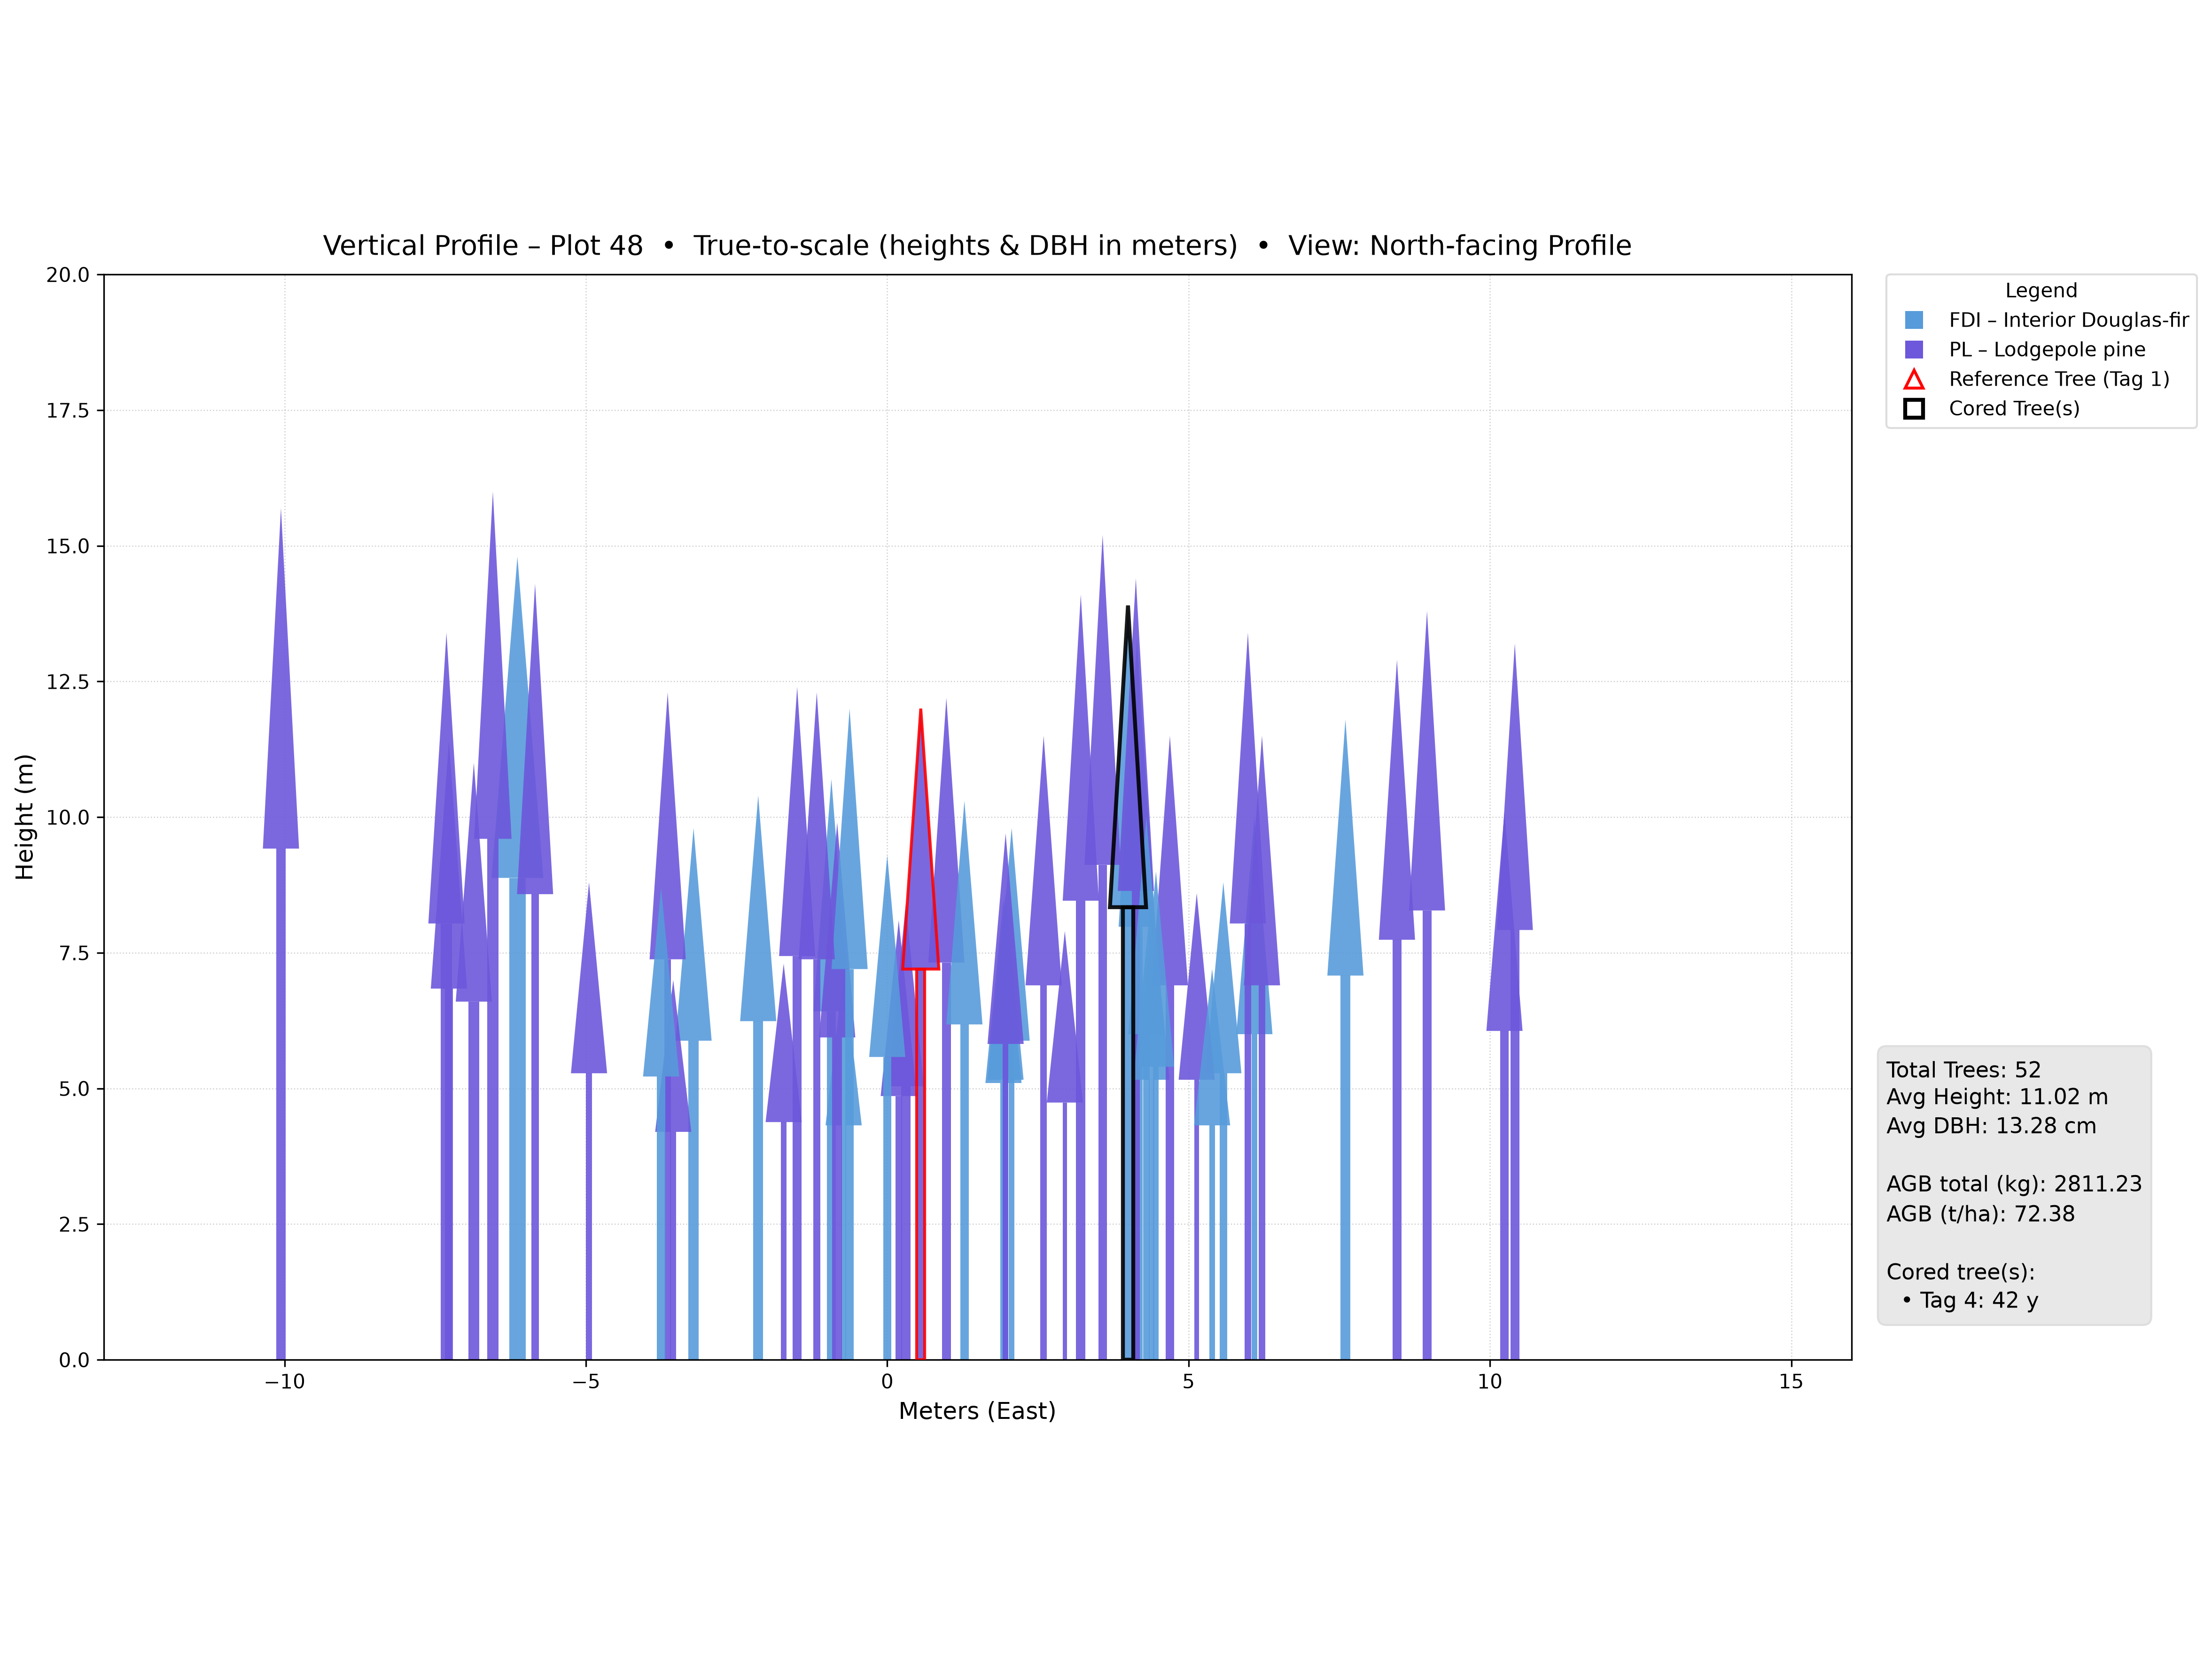 Vertical Profile – Plot 48 • True-to-scale (heights & DBH in meters) • View: North-facing Profile
20.0
17.5
15.0
12.5
10.0
7.5
5.0
2.5
0.0
Height (m)
−10
−5
0
5
10
15
Meters (East)
Legend
FDI – Interior Douglas-fir
PL – Lodgepole pine
Reference Tree (Tag 1)
Cored Tree(s)
Total Trees: 52
Avg Height: 11.02 m
Avg DBH: 13.28 cm
AGB total (kg): 2811.23
AGB (t/ha): 72.38
Cored tree(s):
• Tag 4: 42 y